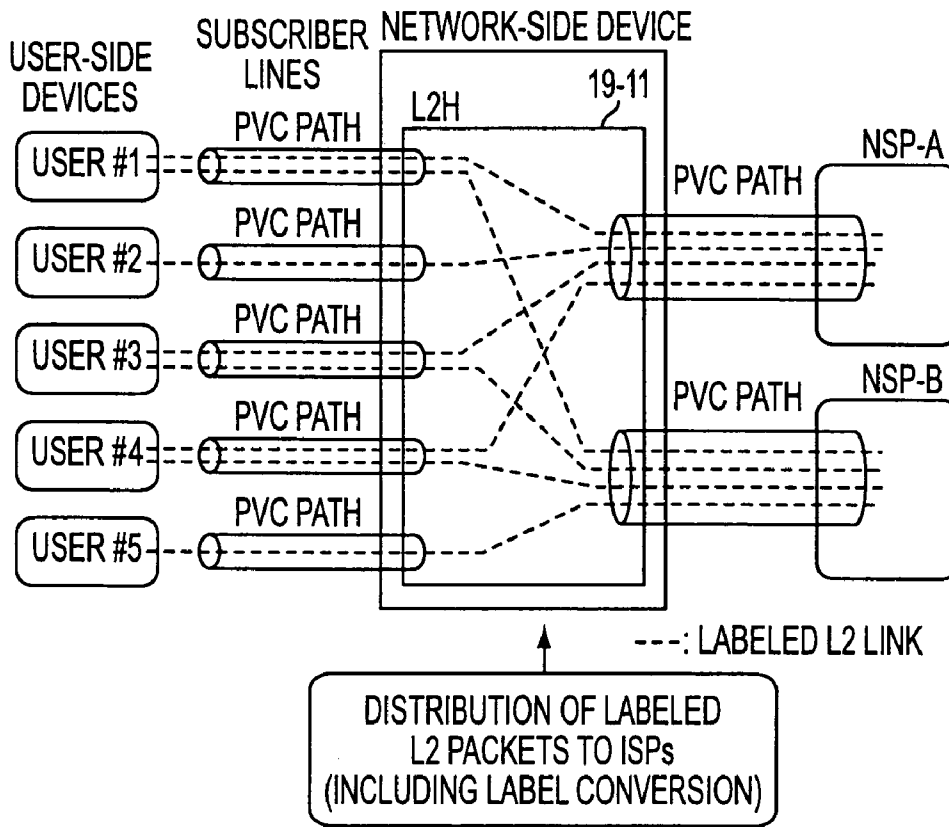 USER-SIDE
DEVICES
SUBSCRIBER
LINES
NETWORK-SIDE DEVICE
L2H
19-11
USER #1
PVC PATH
USER #2
PVC PATH
USER #3
PVC PATH
USER #4
PVC PATH
USER #5
PVC PATH
PVC PATH
NSP-A
PVC PATH
NSP-B
---: LABELED L2 LINK
DISTRIBUTION OF LABELED
L2 PACKETS TO ISPs
(INCLUDING LABEL CONVERSION)